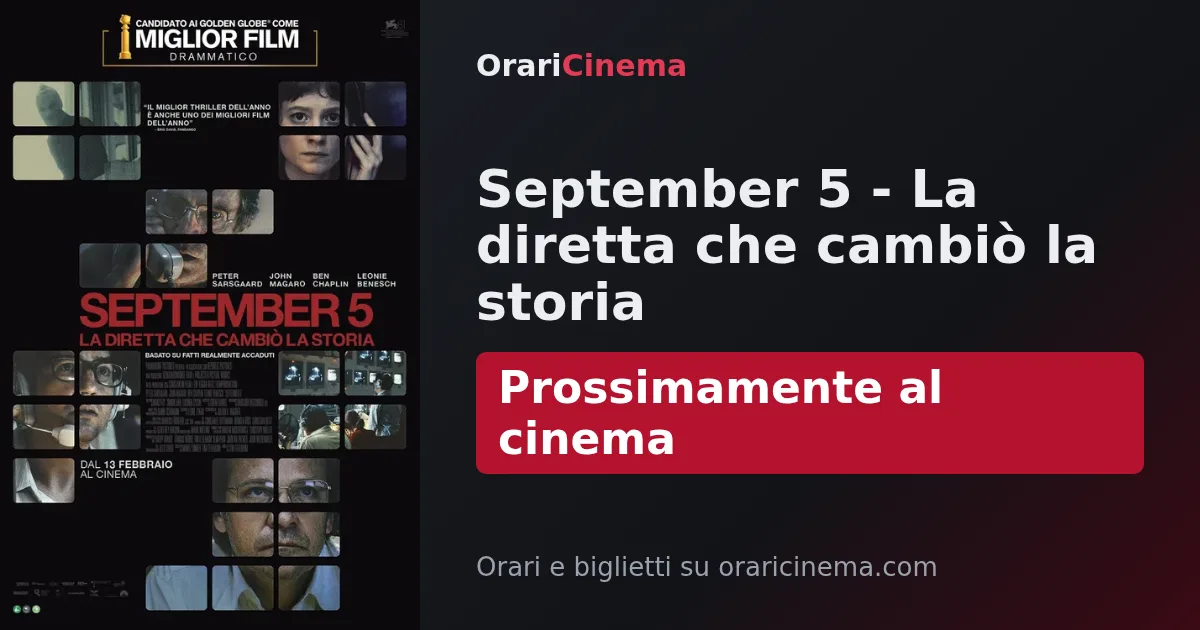 CANDIDATO AI GOLDEN GLOBE® COME
MIGLIOR FILM
DRAMMATICO
“IL MIGLIOR THRILLER DELL'ANNO
È ANCHE UNO DEI MIGLIORI FILM
DELL'ANNO”
PETER SARSGAARD
JOHN MAGARO
BEN CHAPLIN
LEONIE BENESCH
SEPTEMBER 5
LA DIRETTA CHE CAMBIÒ LA STORIA
BASATO SU FATTI REALMENTE ACCADUTI
DAL 13 FEBBRAIO
AL CINEMA
OrariCinema
September 5 - La
diretta che cambiò la
storia
Prossimamente al
cinema
Orari e biglietti su oraricinema.com